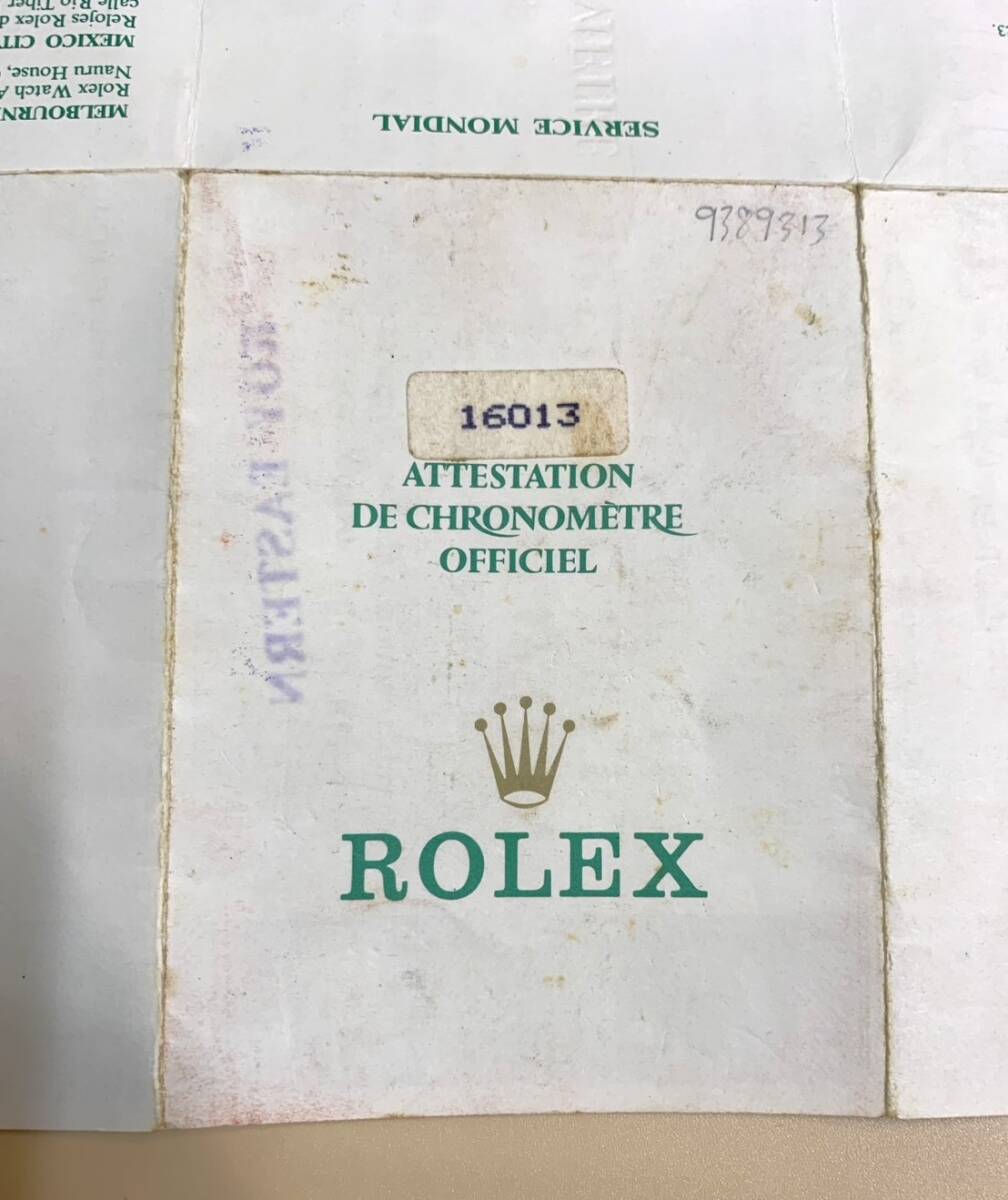 Calle Rio Tiber
Relojes Rolex d
MEXICO CIT
Nauru House,
Rolex Watch A
MELBOURN
SERVICE MONDIAL
9389313
16013
ATTESTATION
DE CHRONOMÈTRE
OFFICIEL
EASTERN
ROLEX